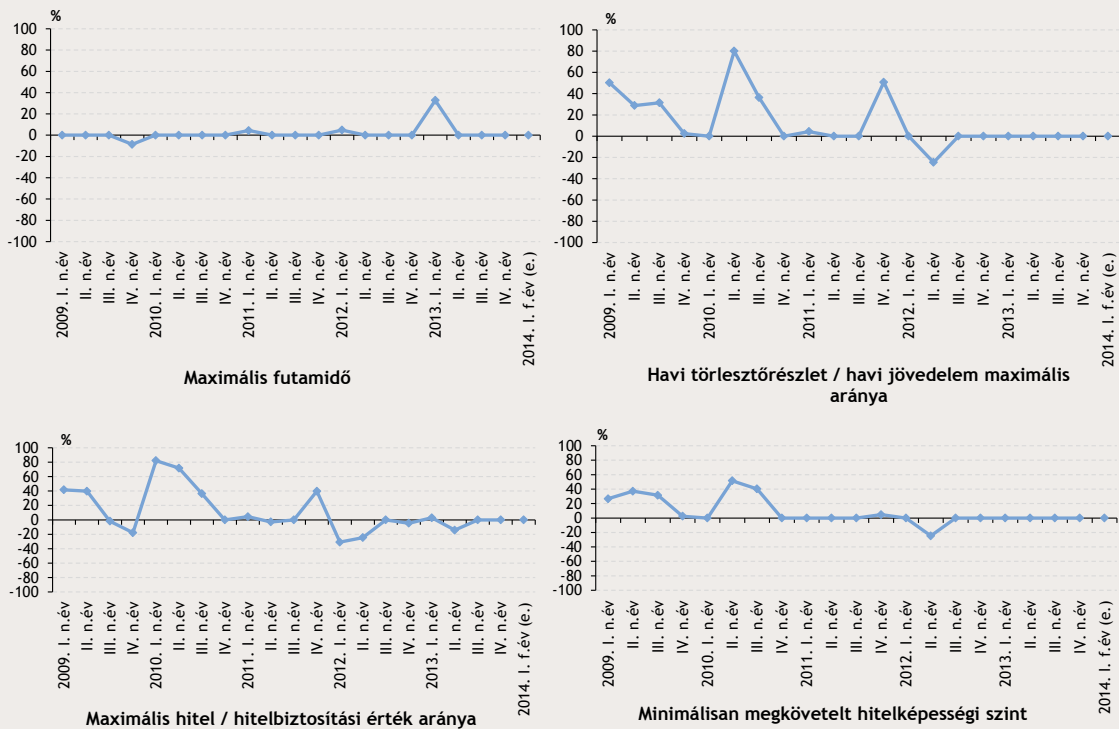 %
100
80
60
40
20
0
-20
-40
-60
-80
-100
2009. I. n.év
II. n.év
III. n.év
IV. n.év
2010. I. n.év
II. n.év
III. n.év
IV. n.év
2011. I. n.év
II. n.év
III. n.év
IV. n.év
2012. I. n.év
II. n.év
III. n.év
IV. n.év
2013. I. n.év
II. n.év
III. n.év
IV. n.év
2014. I. f.év (e.)
Maximális futamidő
%
100
80
60
40
20
0
-20
-40
-60
-80
-100
2009. I. n.év
II. n.év
III. n.év
IV. n.év
2010. I. n.év
II. n.év
III. n.év
IV. n.év
2011. I. n.év
II. n.év
III. n.év
IV. n.év
2012. I. n.év
II. n.év
III. n.év
IV. n.év
2013. I. n.év
II. n.év
III. n.év
IV. n.év
2014. I. f.év (e.)
Havi törlesztőrészlet / havi jövedelem maximális
aránya
%
100
80
60
40
20
0
-20
-40
-60
-80
-100
2009. I. n.év
II. n.év
III. n.év
IV. n.év
2010. I. n.év
II. n.év
III. n.év
IV. n.év
2011. I. n.év
II. n.év
III. n.év
IV. n.év
2012. I. n.év
II. n.év
III. n.év
IV. n.év
2013. I. n.év
II. n.év
III. n.év
IV. n.év
2014. I. f.év (e.)
Maximális hitel / hitelbiztosítási érték aránya
%
100
80
60
40
20
0
-20
-40
-60
-80
-100
2009. I. n.év
II. n.év
III. n.év
IV. n.év
2010. I. n.év
II. n.év
III. n.év
IV. n.év
2011. I. n.év
II. n.év
III. n.év
IV. n.év
2012. I. n.év
II. n.év
III. n.év
IV. n.év
2013. I. n.év
II. n.év
III. n.év
IV. n.év
2014. I. f.év (e.)
Minimálisan megkövetelt hitelképességi szint